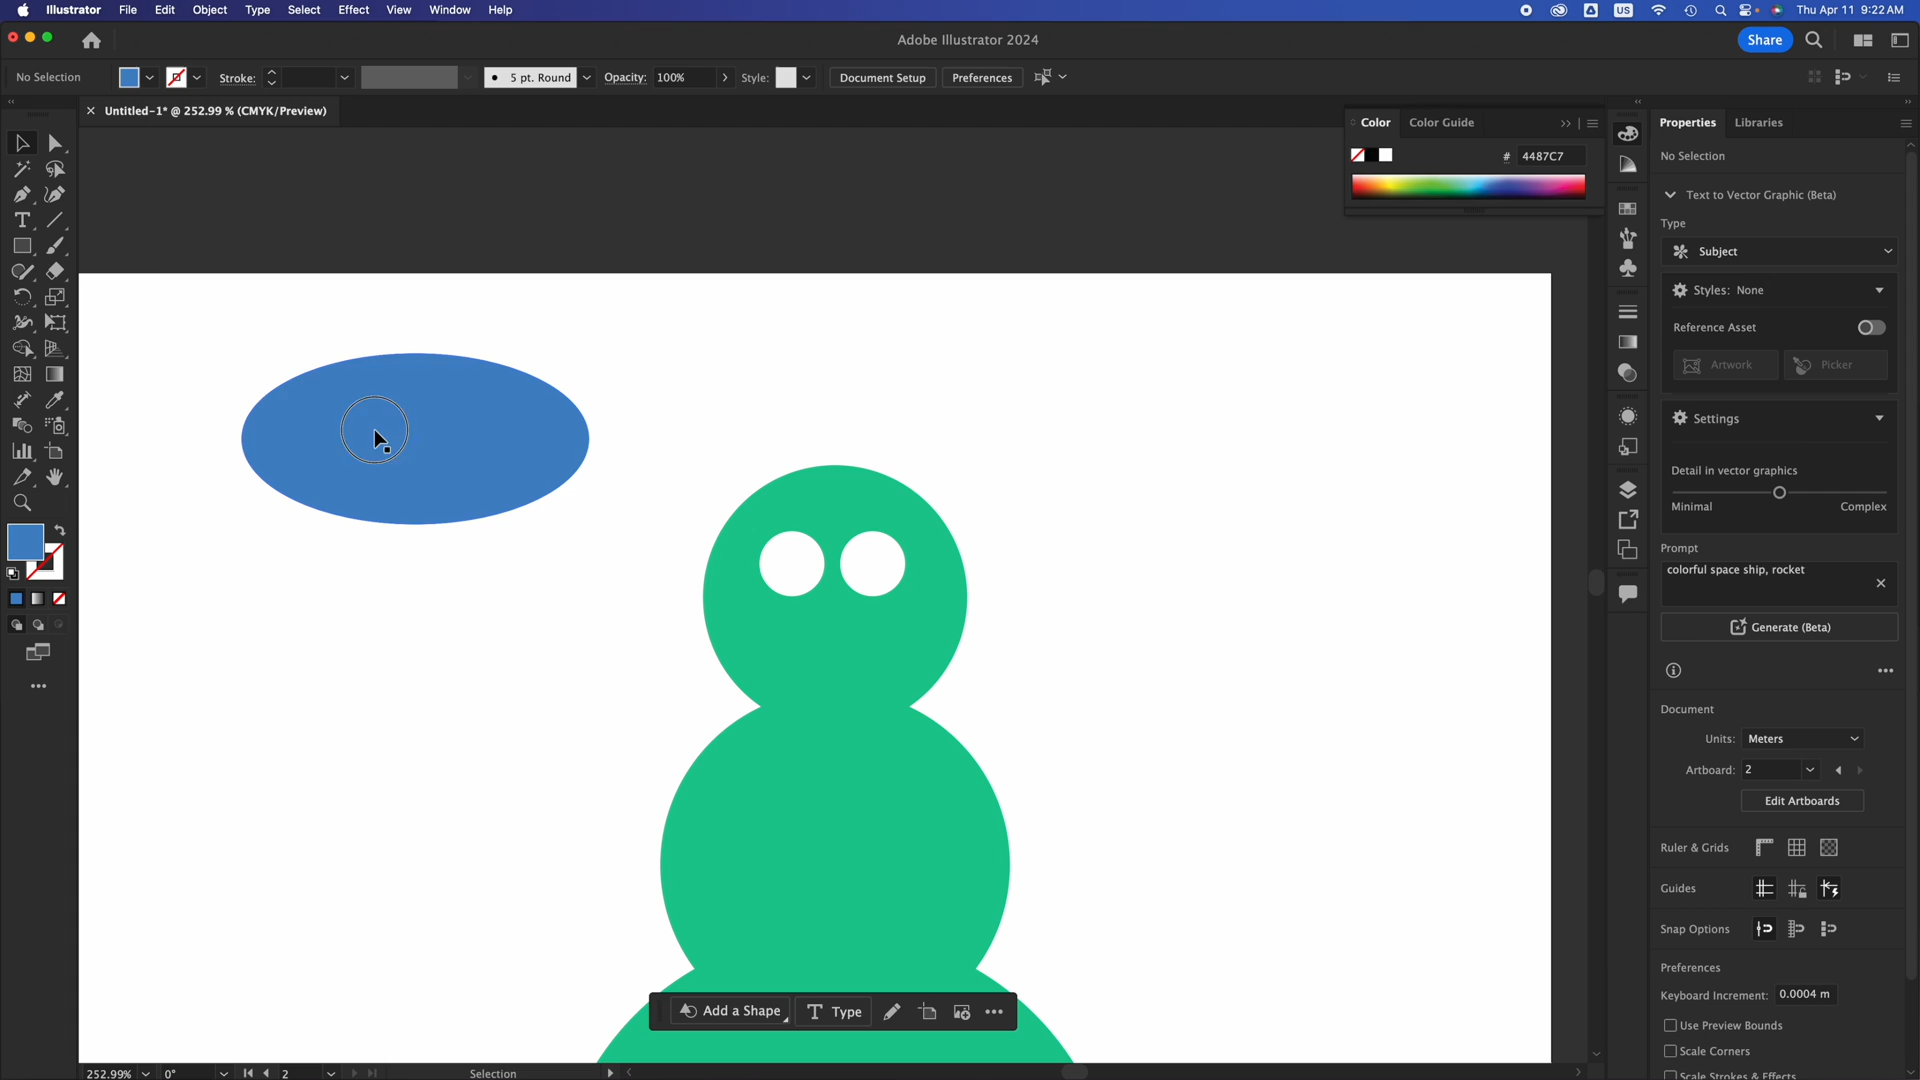 Illustrator File Edit Object Type Select Effect View Window Help US Thu Apr 11 9:22 AM
Adobe Illustrator 2024
Share
No Selection Stroke: 5 pt. Round Opacity: 100% Style: Document Setup Preferences
Untitled-1* @ 252.99 % (CMYK/Preview)
Color Color Guide
# 4487C7
Properties Libraries
No Selection
Text to Vector Graphic (Beta)
Type
Subject
Styles: None
Reference Asset
Artwork Picker
Settings
Detail in vector graphics
Minimal Complex
Prompt
colorful space ship, rocket
Generate (Beta)
Document
Units: Meters
Artboard: 2
Edit Artboards
Ruler & Grids
Guides
Snap Options
Preferences
Keyboard Increment: 0.0004 m
Use Preview Bounds
Scale Corners
Scale Strokes & Effects
Add a Shape Type
252.99% 0° 2 Selection